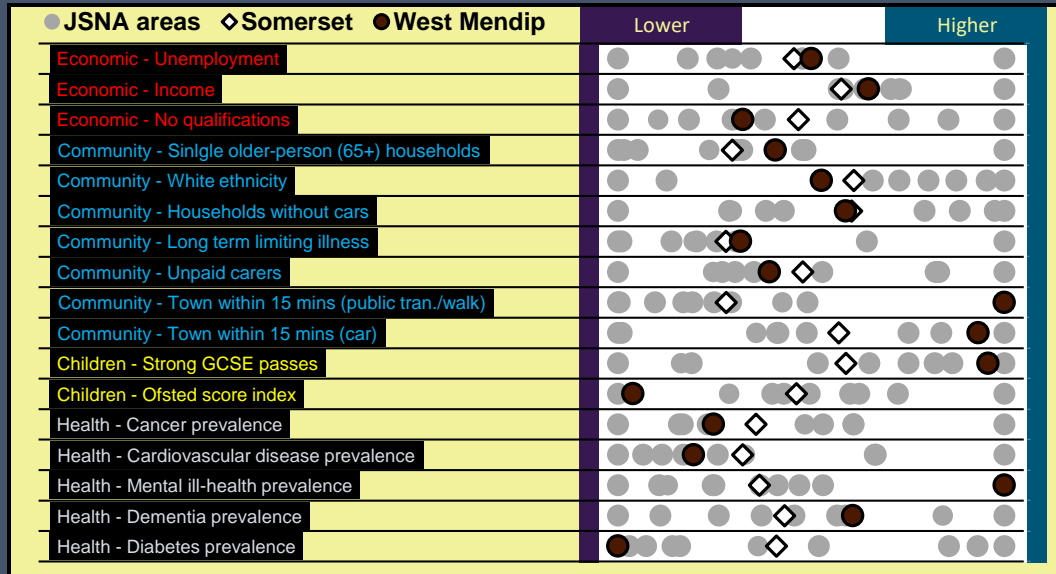 JSNA areas Somerset West Mendip Lower Higher
Economic - Unemployment
Economic - Income
Economic - No qualifications
Community - Sinlgle older-person (65+) households
Community - White ethnicity
Community - Households without cars
Community - Long term limiting illness
Community - Unpaid carers
Community - Town within 15 mins (public tran./walk)
Community - Town within 15 mins (car)
Children - Strong GCSE passes
Children - Ofsted score index
Health - Cancer prevalence
Health - Cardiovascular disease prevalence
Health - Mental ill-health prevalence
Health - Dementia prevalence
Health - Diabetes prevalence